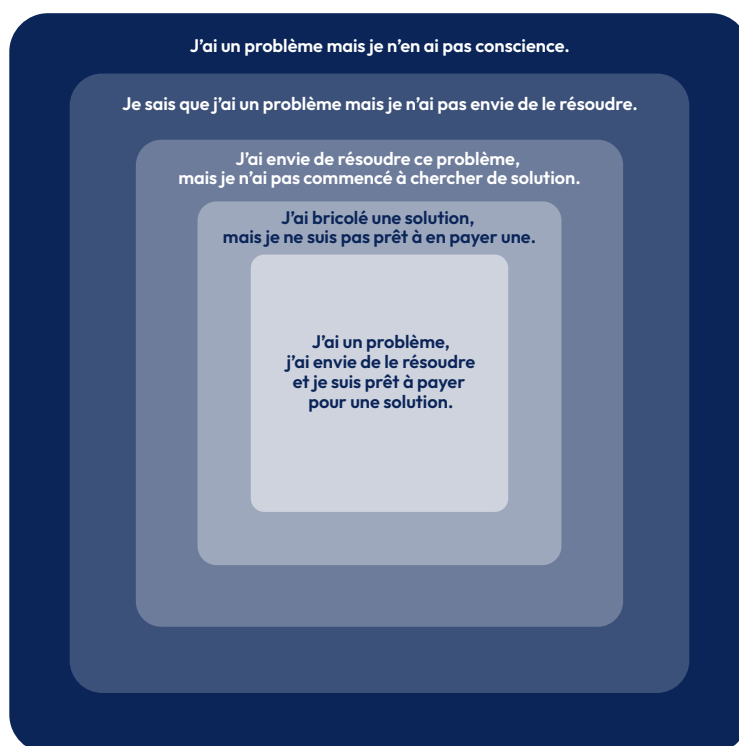 J’ai un problème mais je n’en ai pas conscience.
Je sais que j’ai un problème mais je n’ai pas envie de le résoudre.
J’ai envie de résoudre ce problème,
mais je n’ai pas commencé à chercher de solution.
J’ai bricolé une solution,
mais je ne suis pas prêt à en payer une.
J’ai un problème,
j’ai envie de le résoudre
et je suis prêt à payer
pour une solution.